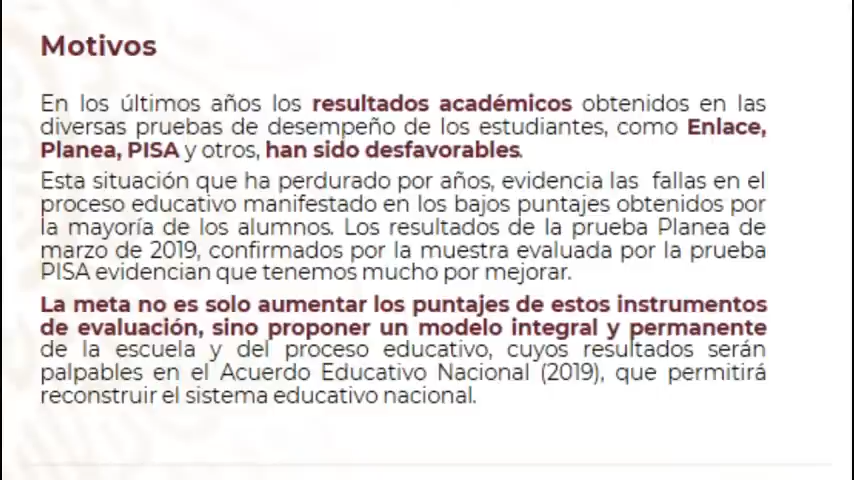 Motivos
En los últimos años los resultados académicos obtenidos en las
diversas pruebas de desempeño de los estudiantes, como Enlace,
Planea, PISA y otros, han sido desfavorables.
Esta situación que ha perdurado por años, evidencia las fallas en el
proceso educativo manifestado en los bajos puntajes obtenidos por
la mayoría de los alumnos. Los resultados de la prueba Planea de
marzo de 2019, confirmados por la muestra evaluada por la prueba
PISA evidencian que tenemos mucho por mejorar.
La meta no es solo aumentar los puntajes de estos instrumentos
de evaluación, sino proponer un modelo integral y permanente
de la escuela y del proceso educativo, cuyos resultados serán
palpables en el Acuerdo Educativo Nacional (2019), que permitirá
reconstruir el sistema educativo nacional.